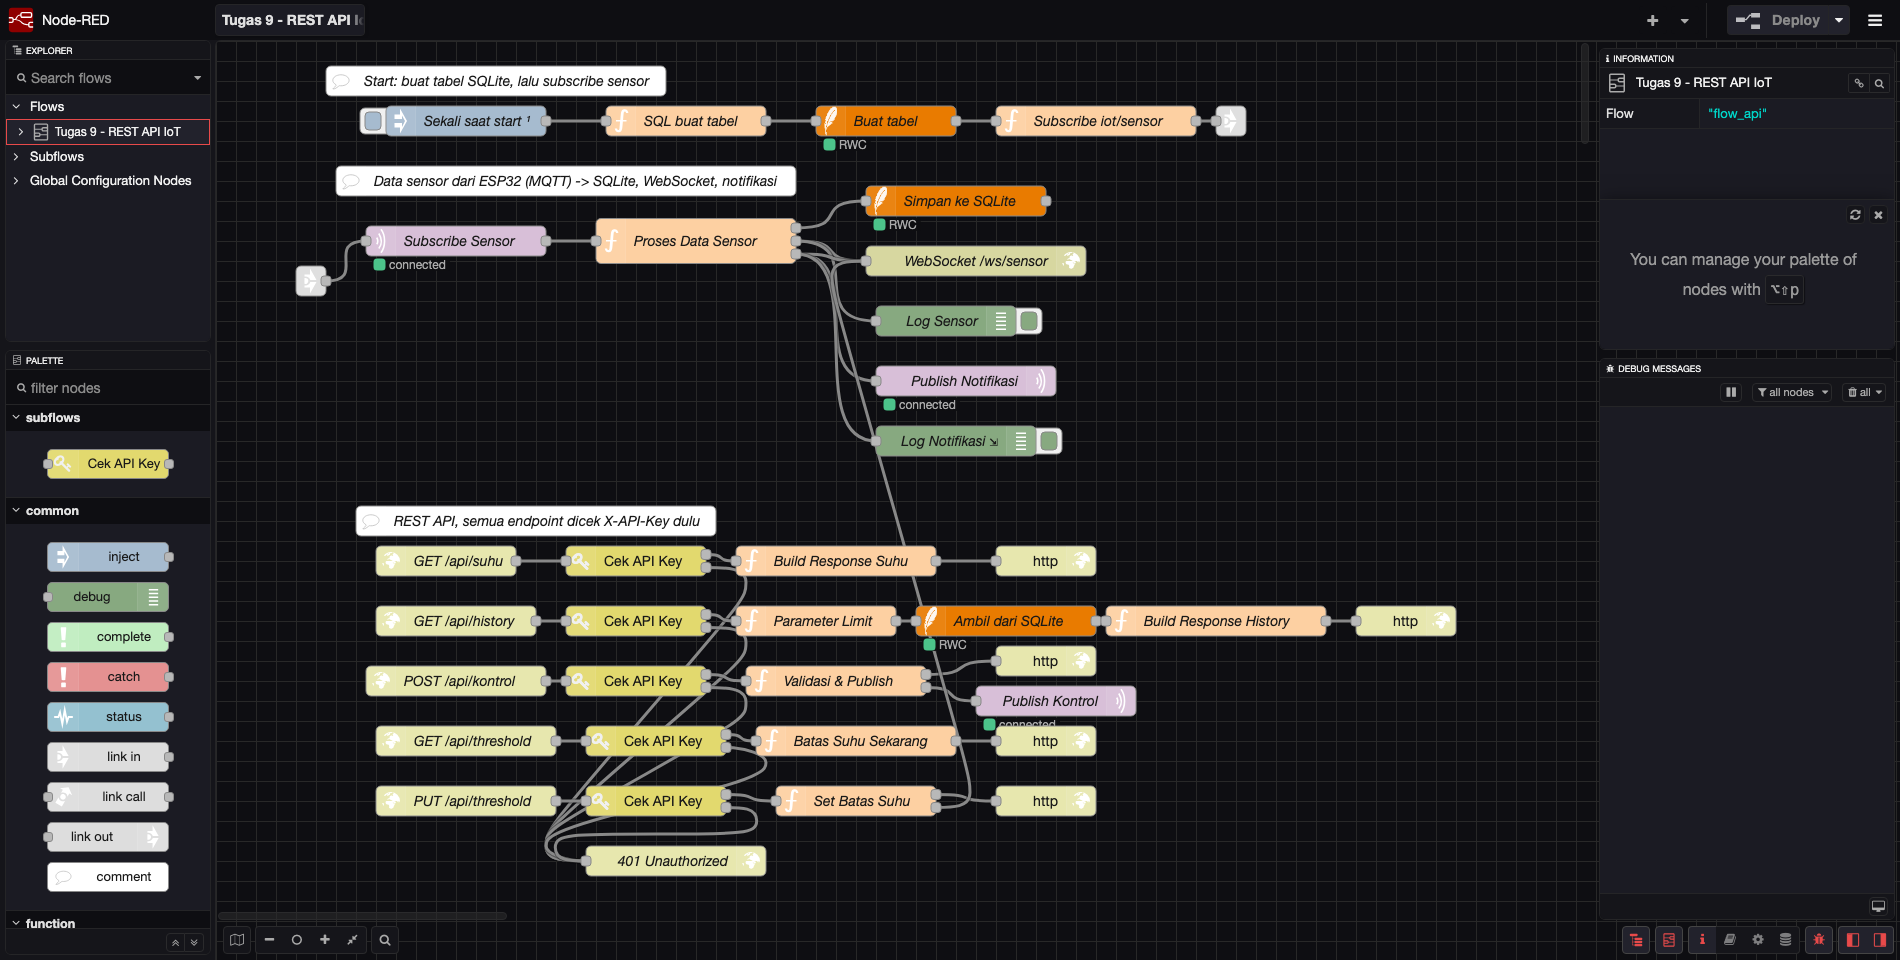 Node-RED
Tugas 9 - REST API I
Deploy
EXPLORER
Search flows
Flows
Tugas 9 - REST API IoT
Subflows
Global Configuration Nodes
PALETTE
filter nodes
subflows
Cek API Key
common
inject
debug
complete
catch
status
link in
link call
link out
comment
function
Start: buat tabel SQLite, lalu subscribe sensor
Sekali saat start ¹
SQL buat tabel
Buat tabel
RWC
Subscribe iot/sensor
Data sensor dari ESP32 (MQTT) -> SQLite, WebSocket, notifikasi
Subscribe Sensor
connected
Proses Data Sensor
Simpan ke SQLite
RWC
WebSocket /ws/sensor
Log Sensor
Publish Notifikasi
connected
Log Notifikasi
REST API, semua endpoint dicek X-API-Key dulu
GET /api/suhu
Cek API Key
Build Response Suhu
http
GET /api/history
Cek API Key
Parameter Limit
Ambil dari SQLite
RWC
Build Response History
http
POST /api/kontrol
Cek API Key
Validasi & Publish
http
Publish Kontrol
connected
GET /api/threshold
Cek API Key
Batas Suhu Sekarang
http
PUT /api/threshold
Cek API Key
Set Batas Suhu
http
401 Unauthorized
INFORMATION
Tugas 9 - REST API IoT
Flow "flow_api"
You can manage your palette of
nodes with ⌥⇧p
DEBUG MESSAGES
all nodes
all